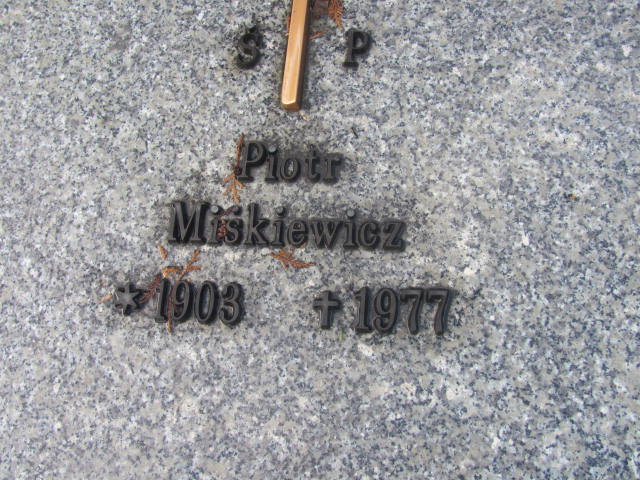 Ś P
Piotr
Miśkiewicz
* 1903 † 1977